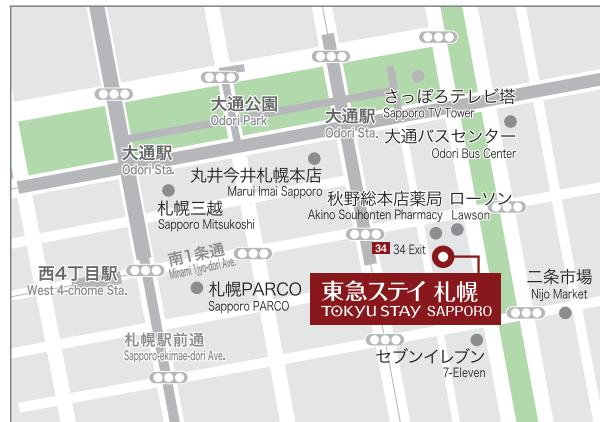 さっぽろテレビ塔
Sapporo TV Tower
大通公園
Odori Park
大通駅
Odori Sta.
大通バスセンター
Odori Bus Center
大通駅
Odori Sta.
丸井今井札幌本店
Marui Imai Sapporo
札幌三越
Sapporo Mitsukoshi
秋野総本店薬局
Akino Souhonten Pharmacy
ローソン
Lawson
南1条通
Minami 1jyo-dori Ave.
34
34 Exit
西4丁目駅
West 4-chome Sta.
札幌PARCO
Sapporo PARCO
東急ステイ 札幌
TOKYU STAY SAPPORO
二条市場
Nijo Market
札幌駅前通
Sapporo-ekimae-dori Ave.
セブンイレブン
7-Eleven